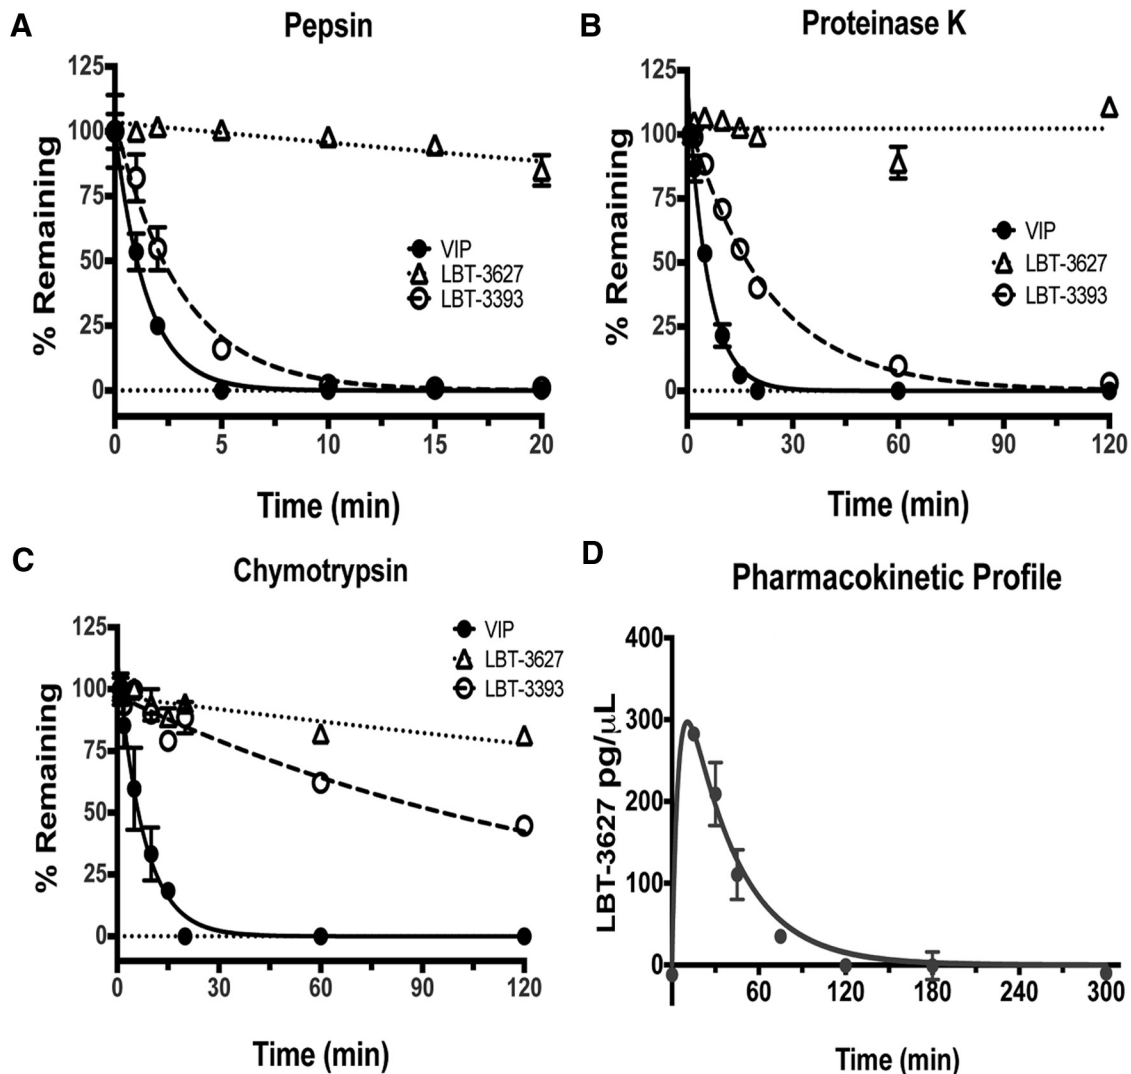 A
Pepsin
125
100
75
50
25
0
% Remaining
VIP
LBT-3627
LBT-3393
0 5 10 15 20
Time (min)
B
Proteinase K
125
100
75
50
25
0
% Remaining
VIP
LBT-3627
LBT-3393
0 30 60 90 120
Time (min)
C
Chymotrypsin
125
100
75
50
25
0
% Remaining
VIP
LBT-3627
LBT-3393
0 30 60 90 120
Time (min)
D
Pharmacokinetic Profile
400
300
200
100
0
LBT-3627 pg/μL
60 120 180 240 300
Time (min)